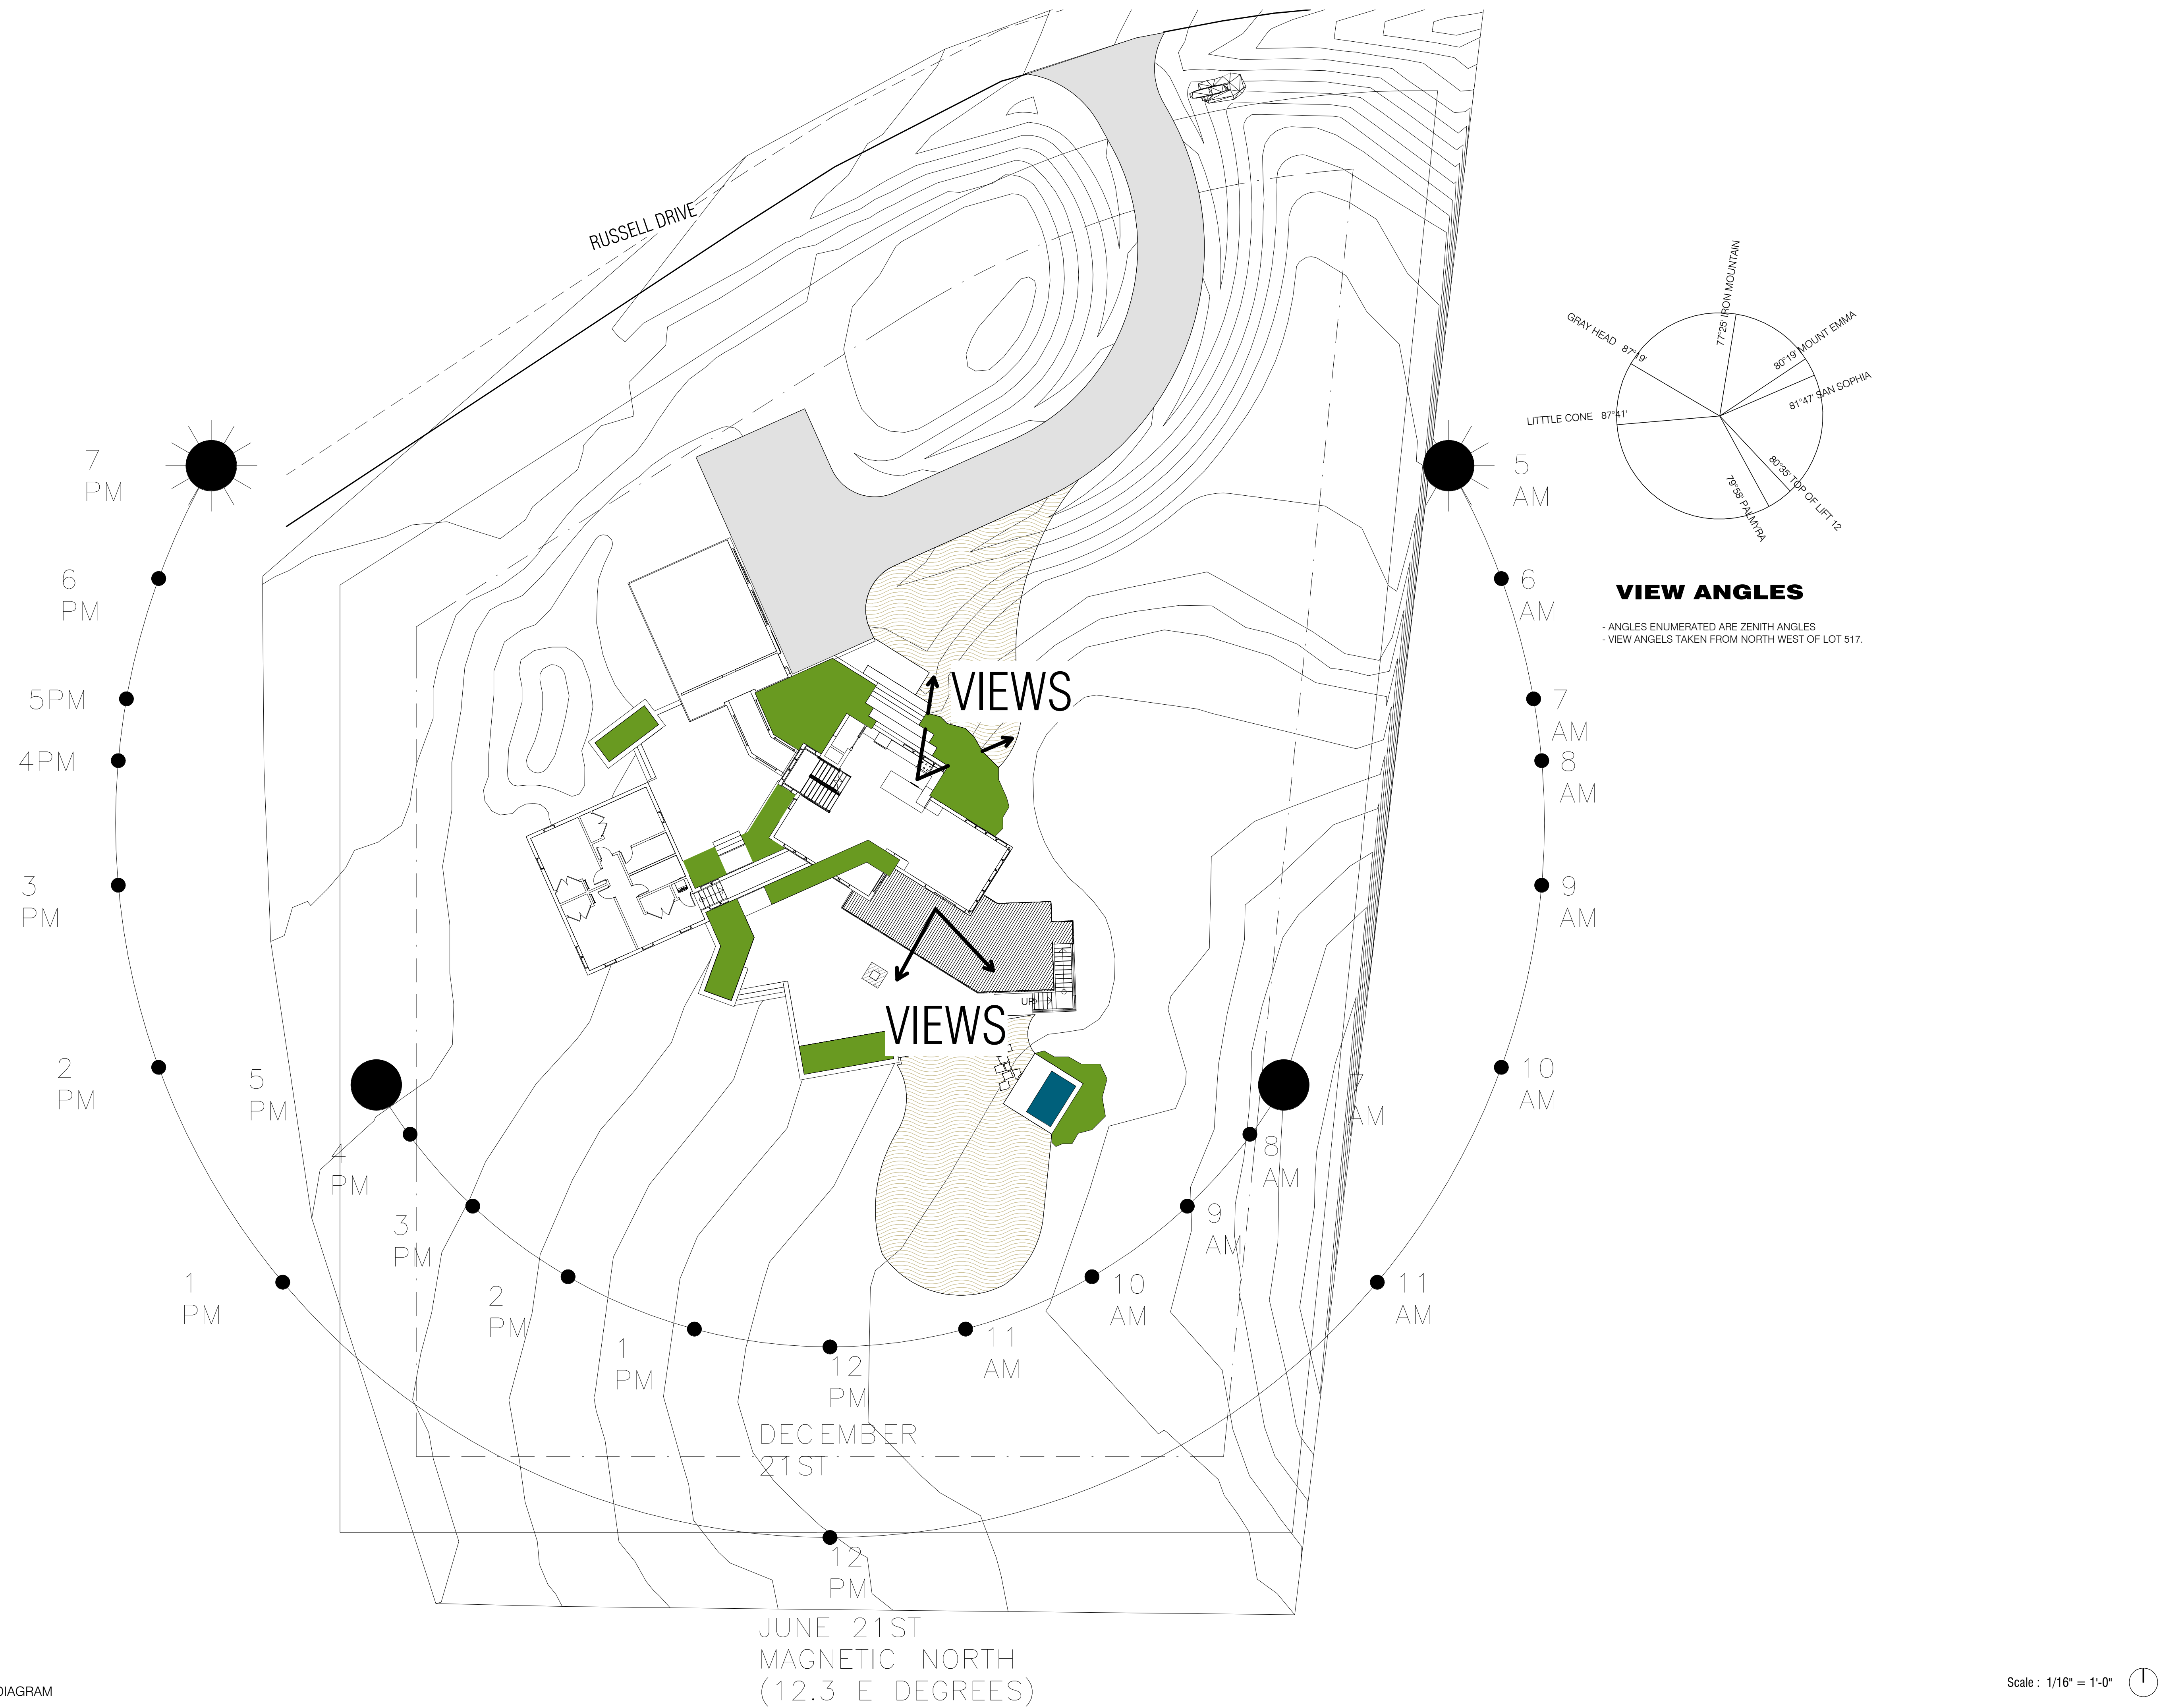 RUSSELL DRIVE
77°25' IRON MOUNTAIN
GRAY HEAD 87°19'
80°19' MOUNT EMMA
81°47' SAN SOPHIA
LITTTLE CONE 87°41'
80°35' TOP OF LIFT 12
79°58' PALMYRA
VIEW ANGLES
- ANGLES ENUMERATED ARE ZENITH ANGLES
- VIEW ANGELS TAKEN FROM NORTH WEST OF LOT 517.
7
PM
6
PM
5PM
4PM
3
PM
2
PM
1
PM
5
AM
6
AM
7
AM
8
AM
9
AM
10
AM
11
AM
VIEWS
VIEWS
UP
5
PM
4
PM
3
PM
2
PM
1
PM
12
PM
11
AM
10
AM
9
AM
8
AM
7
AM
DECEMBER
21ST
12
PM
JUNE 21ST
MAGNETIC NORTH
(12.3 E DEGREES)
DIAGRAM
Scale : 1/16" = 1'-0"